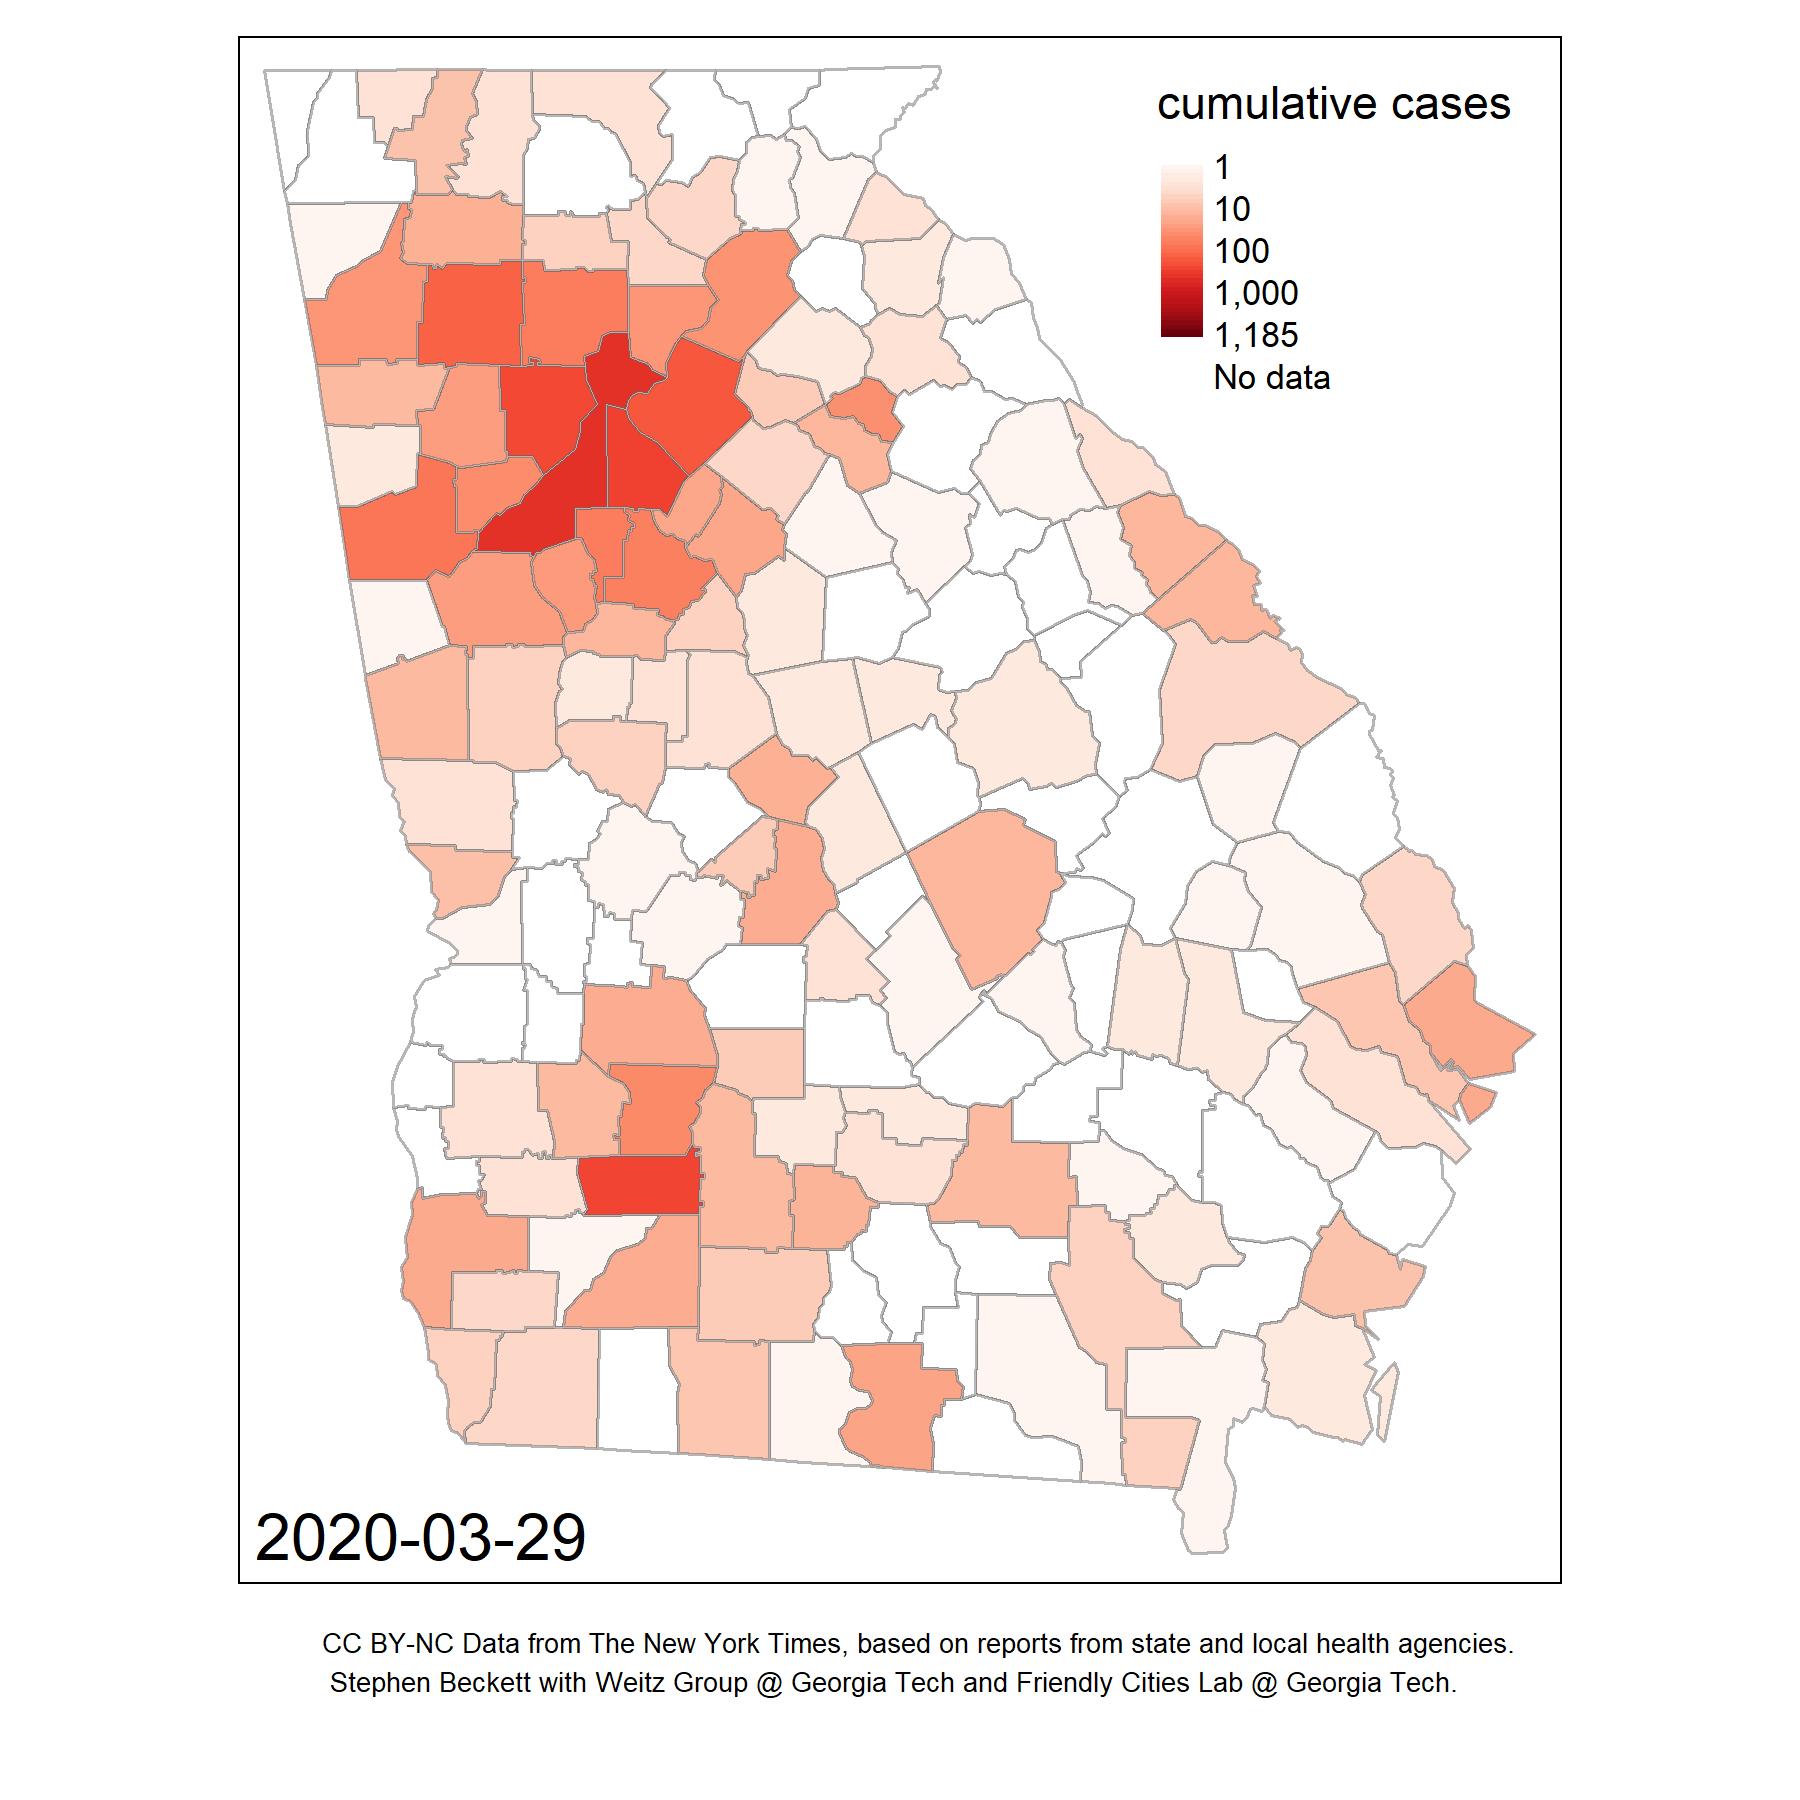 cumulative cases
1
10
100
1,000
1,185
No data
2020-03-29
CC BY-NC Data from The New York Times, based on reports from state and local health agencies.
Stephen Beckett with Weitz Group @ Georgia Tech and Friendly Cities Lab @ Georgia Tech.